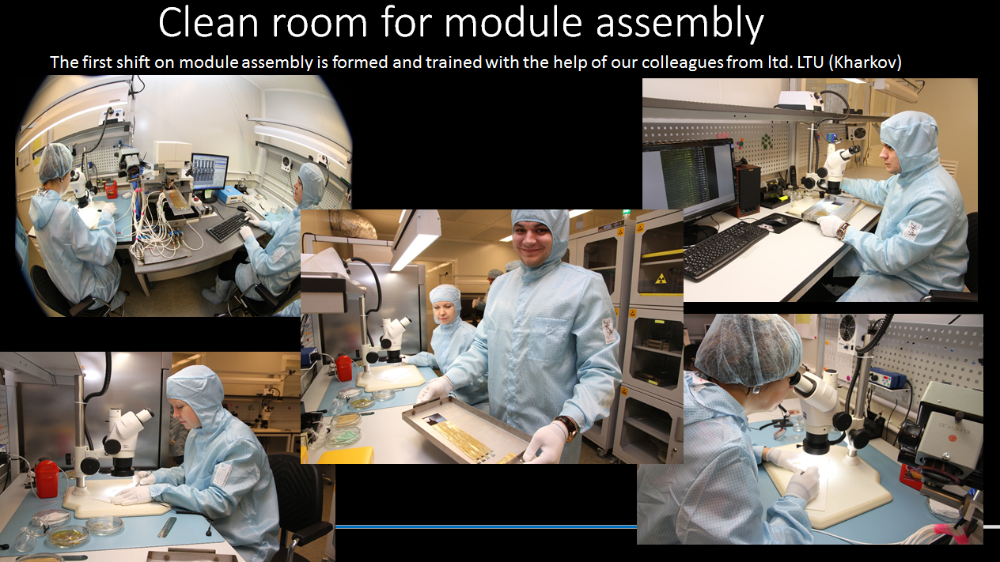 Clean room for module assembly
The first shift on module assembly is formed and trained with the help of our colleagues from ltd. LTU (Kharkov)